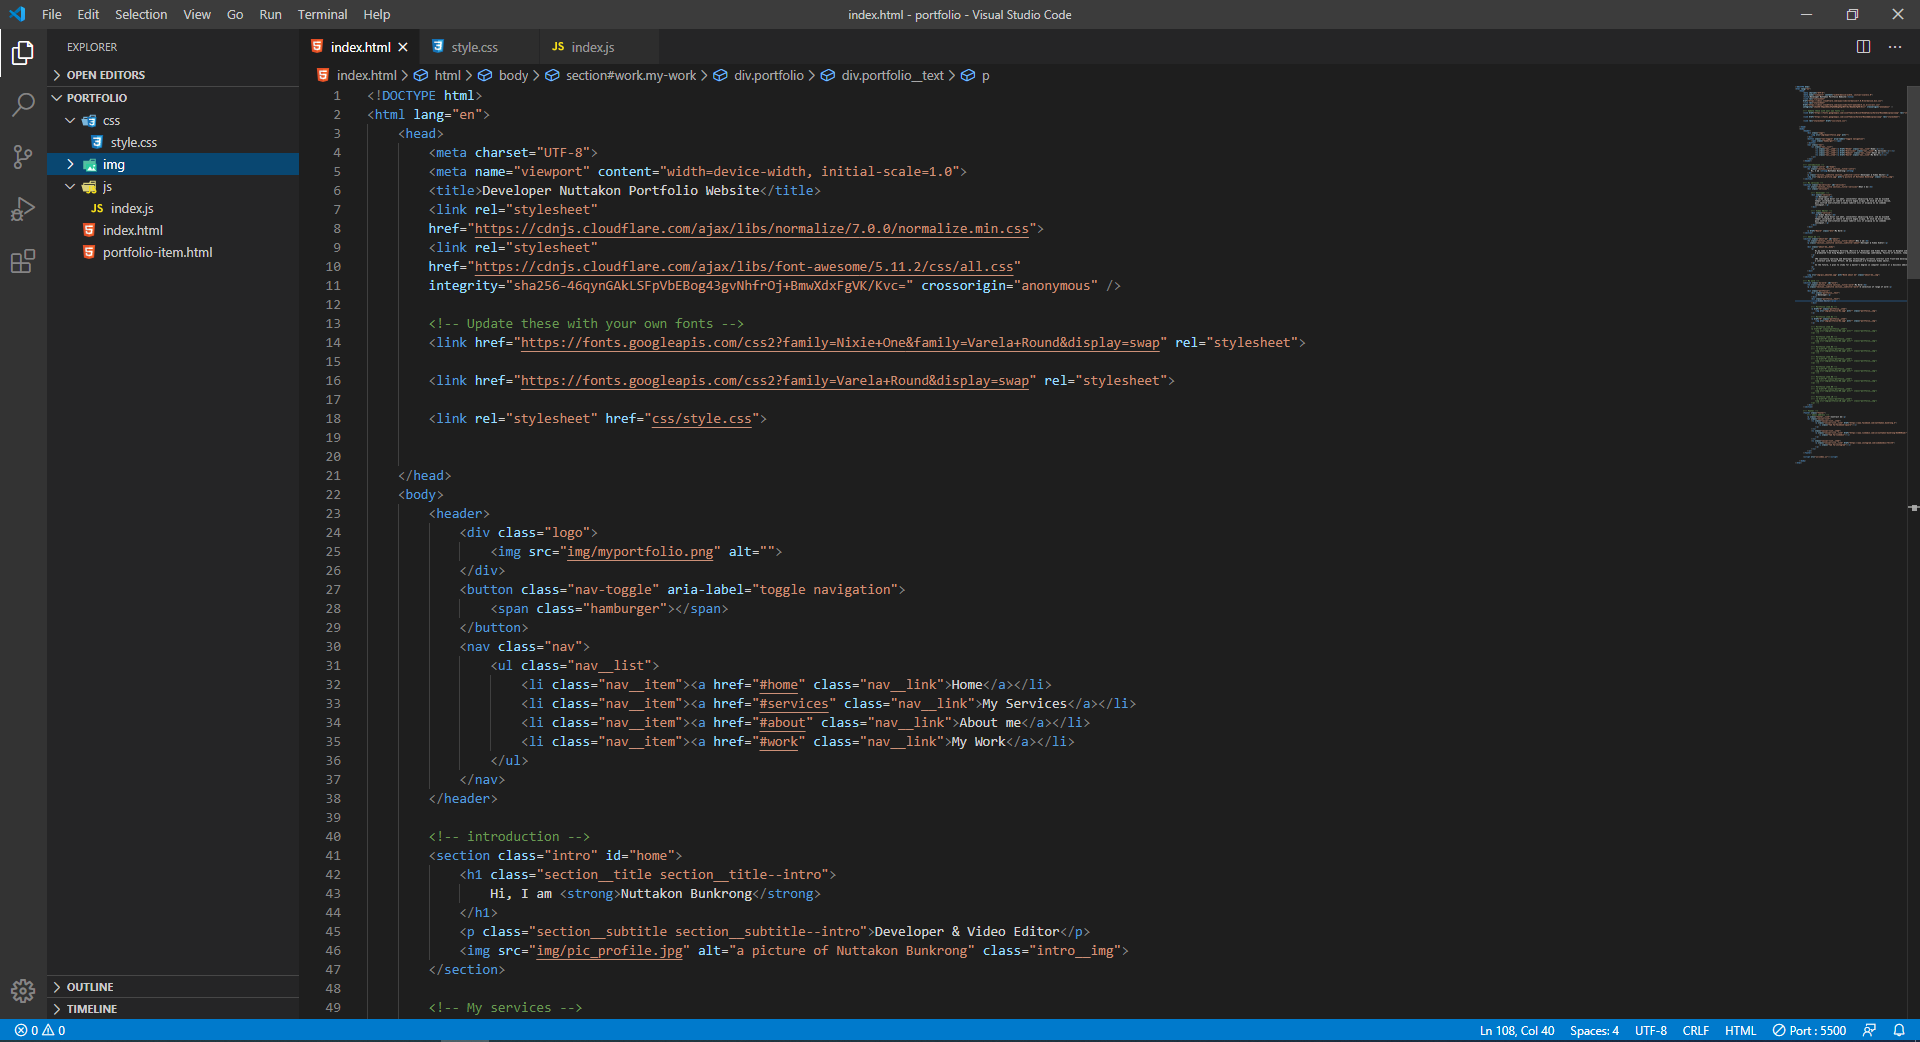 File Edit Selection View Go Run Terminal Help
index.html - portfolio - Visual Studio Code
EXPLORER
OPEN EDITORS
PORTFOLIO
css
style.css
img
js
JS index.js
index.html
portfolio-item.html
OUTLINE
TIMELINE
index.html style.css JS index.js
index.html html body section#work.my-work div.portfolio div.portfolio__text p
1 <!DOCTYPE html>
2 <html lang="en">
3 <head>
4 <meta charset="UTF-8">
5 <meta name="viewport" content="width=device-width, initial-scale=1.0">
6 <title>Developer Nuttakon Portfolio Website</title>
7 <link rel="stylesheet"
8 href="https://cdnjs.cloudflare.com/ajax/libs/normalize/7.0.0/normalize.min.css">
9 <link rel="stylesheet"
10 href="https://cdnjs.cloudflare.com/ajax/libs/font-awesome/5.11.2/css/all.css"
11 integrity="sha256-46qynGAkLSFpVbEBog43gvNhfrOj+BmwXdxFgVK/Kvc=" crossorigin="anonymous" />
12
13 <!-- Update these with your own fonts -->
14 <link href="https://fonts.googleapis.com/css2?family=Nixie+One&family=Varela+Round&display=swap" rel="stylesheet">
15
16 <link href="https://fonts.googleapis.com/css2?family=Varela+Round&display=swap" rel="stylesheet">
17
18 <link rel="stylesheet" href="css/style.css">
19
20
21 </head>
22 <body>
23 <header>
24 <div class="logo">
25 <img src="img/myportfolio.png" alt="">
26 </div>
27 <button class="nav-toggle" aria-label="toggle navigation">
28 <span class="hamburger"></span>
29 </button>
30 <nav class="nav">
31 <ul class="nav__list">
32 <li class="nav__item"><a href="#home" class="nav__link">Home</a></li>
33 <li class="nav__item"><a href="#services" class="nav__link">My Services</a></li>
34 <li class="nav__item"><a href="#about" class="nav__link">About me</a></li>
35 <li class="nav__item"><a href="#work" class="nav__link">My Work</a></li>
36 </ul>
37 </nav>
38 </header>
39
40 <!-- introduction -->
41 <section class="intro" id="home">
42 <h1 class="section__title section__title--intro">
43 Hi, I am <strong>Nuttakon Bunkrong</strong>
44 </h1>
45 <p class="section__subtitle section__subtitle--intro">Developer & Video Editor</p>
46 <img src="img/pic_profile.jpg" alt="a picture of Nuttakon Bunkrong" class="intro__img">
47 </section>
48
49 <!-- My services -->
0 0
Ln 108, Col 40 Spaces: 4 UTF-8 CRLF HTML Port : 5500